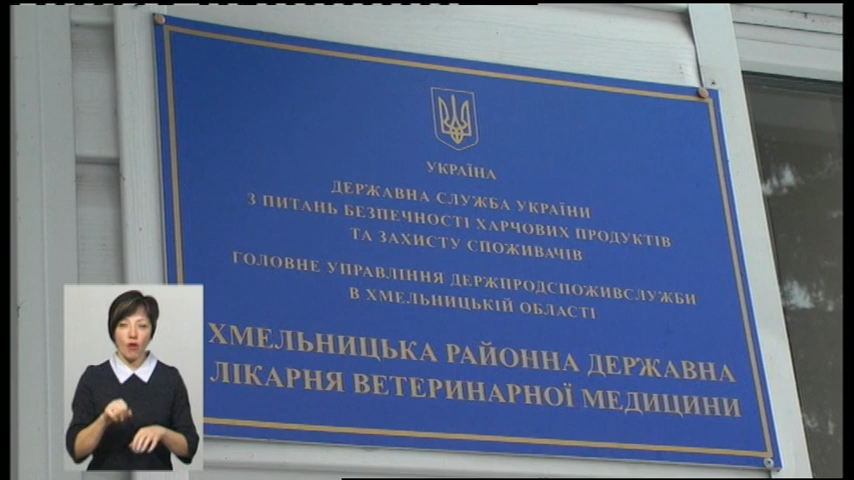 УКРАЇНА
ДЕРЖАВНА СЛУЖБА УКРАЇНИ
З ПИТАНЬ БЕЗПЕЧНОСТІ ХАРЧОВИХ ПРОДУКТІВ
ТА ЗАХИСТУ СПОЖИВАЧІВ
ГОЛОВНЕ УПРАВЛІННЯ ДЕРЖПРОДСПОЖИВСЛУЖБИ
В ХМЕЛЬНИЦЬКІЙ ОБЛАСТІ
ХМЕЛЬНИЦЬКА РАЙОННА ДЕРЖАВНА
ЛІКАРНЯ ВЕТЕРИНАРНОЇ МЕДИЦИНИ